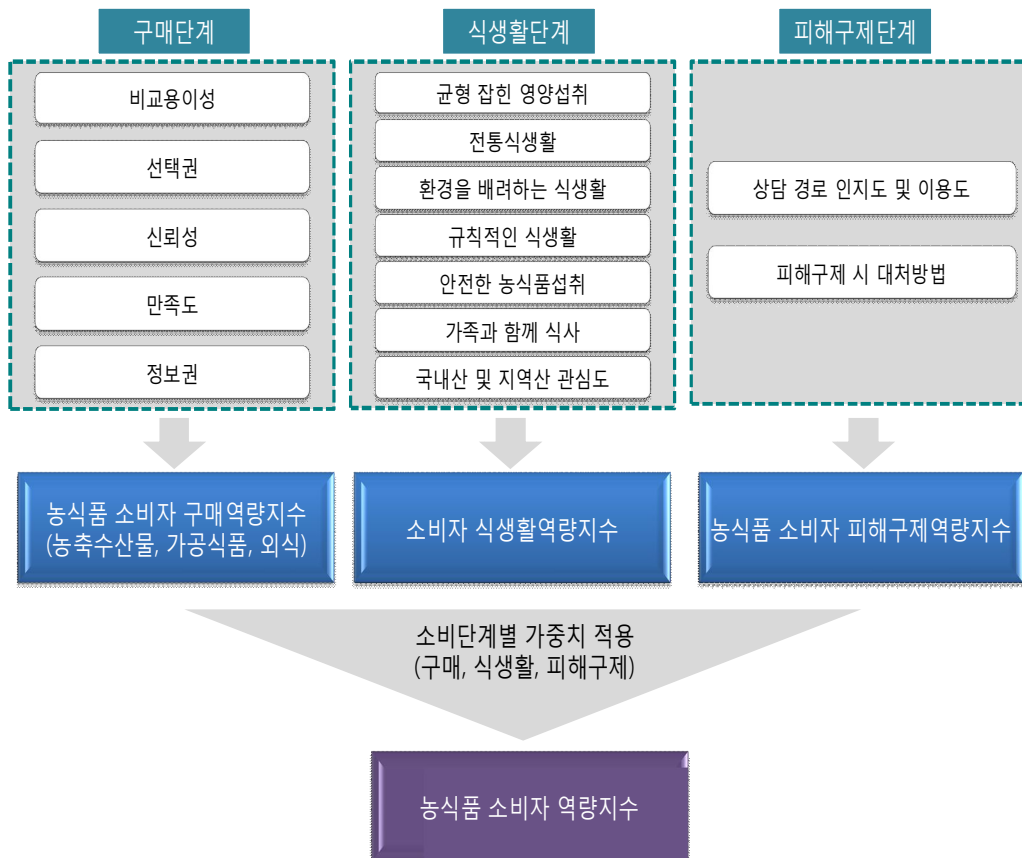 구매단계
비교용이성
선택권
신뢰성
만족도
정보권
식생활단계
균형 잡힌 영양섭취
전통식생활
환경을 배려하는 식생활
규칙적인 식생활
안전한 농식품섭취
가족과 함께 식사
국내산 및 지역산 관심도
피해구제단계
상담 경로 인지도 및 이용도
피해구제 시 대처방법
농식품 소비자 구매역량지수
(농축수산물, 가공식품, 외식)
소비자 식생활역량지수
농식품 소비자 피해구제역량지수
소비단계별 가중치 적용
(구매, 식생활, 피해구제)
농식품 소비자 역량지수